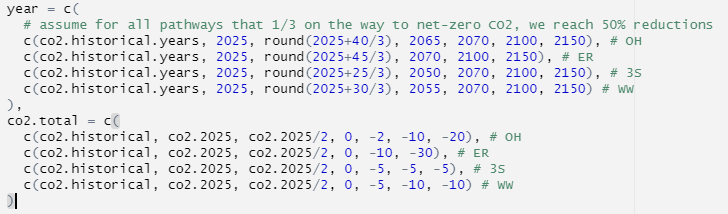 year = c(
# assume for all pathways that 1/3 on the way to net-zero CO2, we reach 50% reductions
c(co2.historical.years, 2025, round(2025+40/3), 2065, 2070, 2100, 2150), # OH
c(co2.historical.years, 2025, round(2025+45/3), 2070, 2100, 2150), # ER
c(co2.historical.years, 2025, round(2025+25/3), 2050, 2070, 2100, 2150), # 3S
c(co2.historical.years, 2025, round(2025+30/3), 2055, 2070, 2100, 2150) # WW
),
co2.total = c(
c(co2.historical, co2.2025, co2.2025/2, 0, -2, -10, -20), # OH
c(co2.historical, co2.2025, co2.2025/2, 0, -10, -30), # ER
c(co2.historical, co2.2025, co2.2025/2, 0, -5, -5, -5), # 3S
c(co2.historical, co2.2025, co2.2025/2, 0, -5, -10, -10) # WW
)